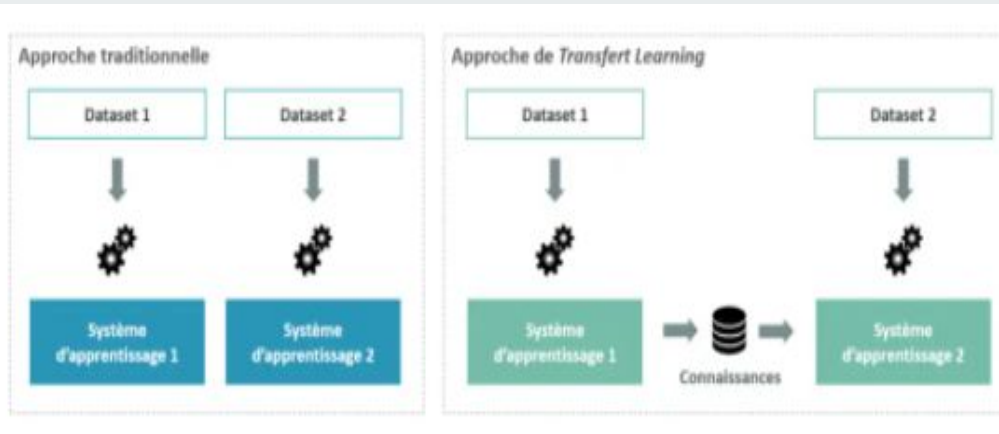 Approche traditionnelle
Dataset 1
Dataset 2
Système
d'apprentissage 1
Système
d'apprentissage 2
Approche de Transfert Learning
Dataset 1
Dataset 2
Système
d'apprentissage 1
Connaissances
Système
d'apprentissage 2